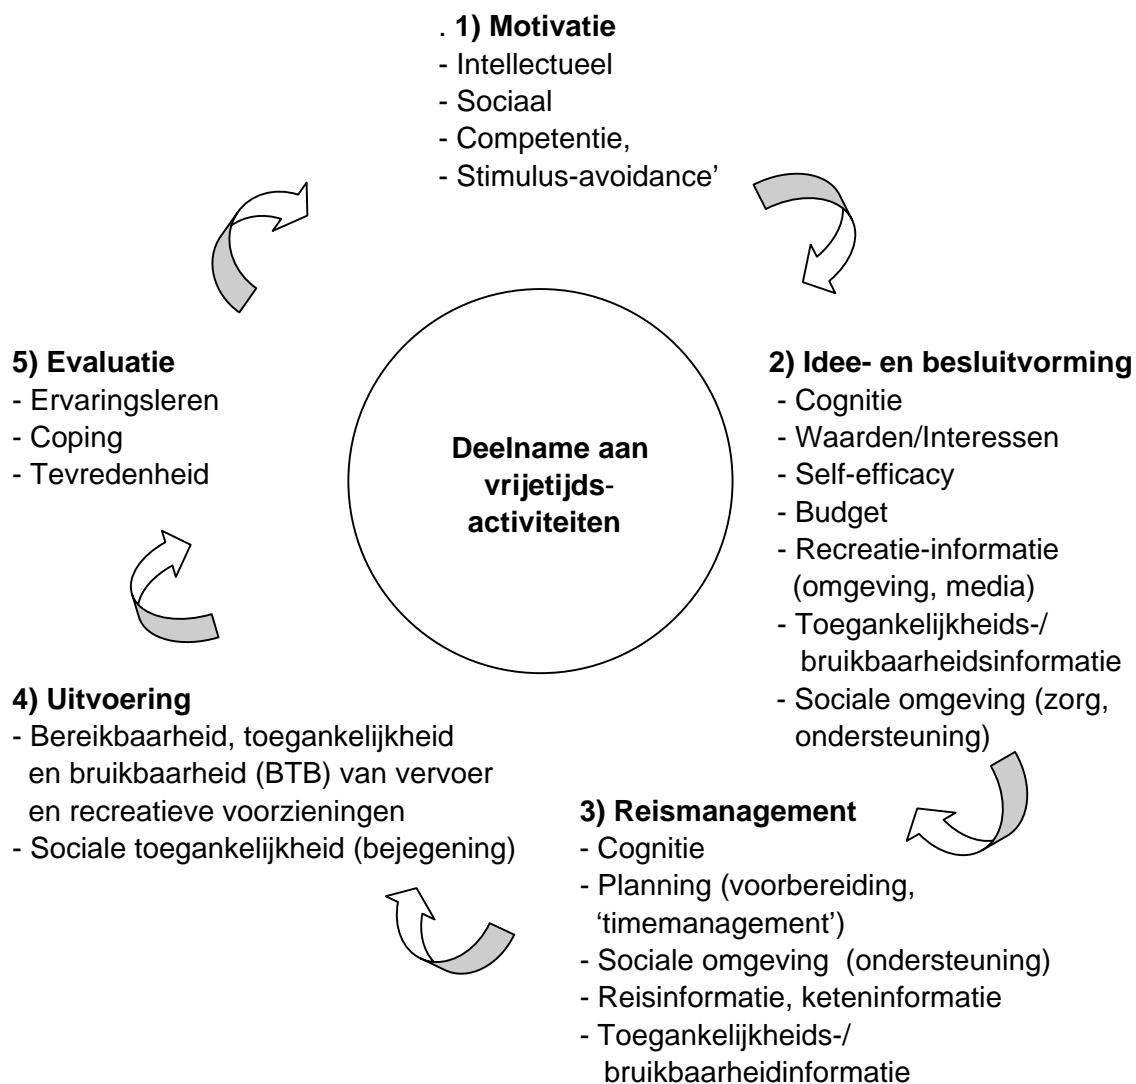 . 1) Motivatie
- Intellectueel
- Sociaal
- Competentie,
- Stimulus-avoidance’
2) Idee- en besluitvorming
- Cognitie
- Waarden/Interessen
- Self-efficacy
- Budget
- Recreatie-informatie
(omgeving, media)
- Toegankelijkheids-/
bruikbaarheidsinformatie
- Sociale omgeving (zorg,
ondersteuning)
3) Reismanagement
- Cognitie
- Planning (voorbereiding,
‘timemanagement’)
- Sociale omgeving (ondersteuning)
- Reisinformatie, keteninformatie
- Toegankelijkheids-/
bruikbaarheidinformatie
4) Uitvoering
- Bereikbaarheid, toegankelijkheid
en bruikbaarheid (BTB) van vervoer
en recreatieve voorzieningen
- Sociale toegankelijkheid (bejegening)
5) Evaluatie
- Ervaringsleren
- Coping
- Tevredenheid
Deelname aan
vrijetijds-
activiteiten